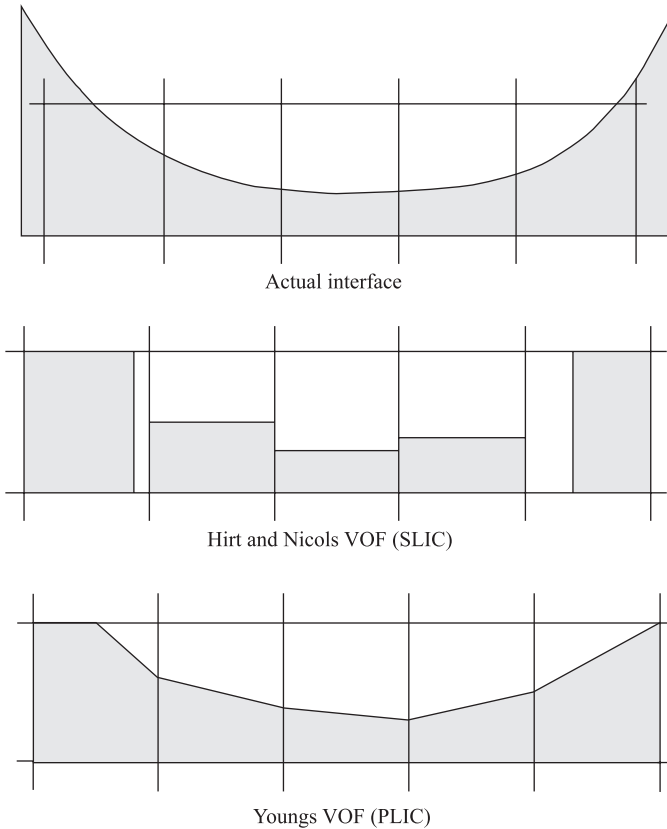 Actual interface
Hirt and Nicols VOF (SLIC)
Youngs VOF (PLIC)